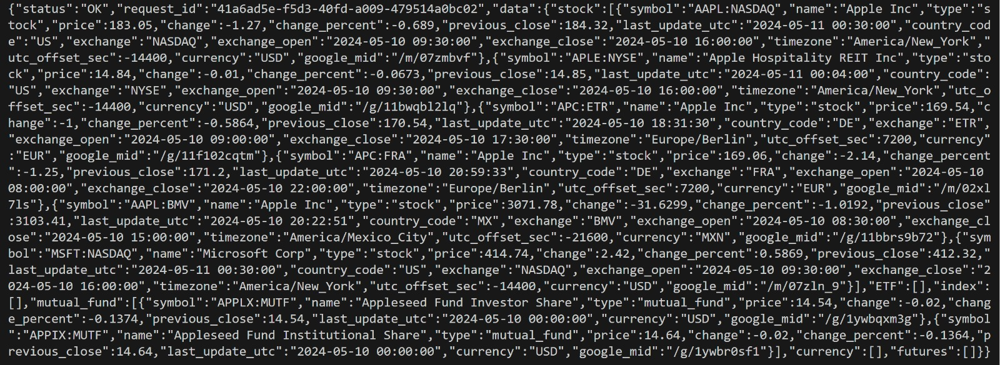 {"status":"OK","request_id":"41a6ad5e-f5d3-40fd-a009-479514a0bc02","data":{"stock":[{"symbol":"AAPL:NASDAQ","name":"Apple Inc","type":"s
tock","price":183.05,"change":-1.27,"change_percent":-0.689,"previous_close":184.32,"last_update_utc":"2024-05-11 00:30:00","country_cod
e":"US","exchange":"NASDAQ","exchange_open":"2024-05-10 09:30:00","exchange_close":"2024-05-10 16:00:00","timezone":"America/New_York","
utc_offset_sec":-14400,"currency":"USD","google_mid":"/m/07zmbvf"},{"symbol":"APLE:NYSE","name":"Apple Hospitality REIT Inc","type":"sto
ck","price":14.84,"change":-0.01,"change_percent":-0.0673,"previous_close":14.85,"last_update_utc":"2024-05-11 00:04:00","country_code":
"US","exchange":"NYSE","exchange_open":"2024-05-10 09:30:00","exchange_close":"2024-05-10 16:00:00","timezone":"America/New_York","utc_o
ffset_sec":-14400,"currency":"USD","google_mid":"/g/11bwqbl2lq"},{"symbol":"APC:ETR","name":"Apple Inc","type":"stock","price":169.54,"c
hange":-1,"change_percent":-0.5864,"previous_close":170.54,"last_update_utc":"2024-05-10 18:31:30","country_code":"DE","exchange":"ETR",
"exchange_open":"2024-05-10 09:00:00","exchange_close":"2024-05-10 17:30:00","timezone":"Europe/Berlin","utc_offset_sec":7200,"currency"
:"EUR","google_mid":"/g/11f102cqtm"},{"symbol":"APC:FRA","name":"Apple Inc","type":"stock","price":169.06,"change":-2.14,"change_percent
":-1.25,"previous_close":171.2,"last_update_utc":"2024-05-10 20:59:33","country_code":"DE","exchange":"FRA","exchange_open":"2024-05-10
08:00:00","exchange_close":"2024-05-10 22:00:00","timezone":"Europe/Berlin","utc_offset_sec":7200,"currency":"EUR","google_mid":"/m/02xl
7ls"},{"symbol":"AAPL:BMV","name":"Apple Inc","type":"stock","price":3071.78,"change":-31.6299,"change_percent":-1.0192,"previous_close"
:3103.41,"last_update_utc":"2024-05-10 20:22:51","country_code":"MX","exchange":"BMV","exchange_open":"2024-05-10 08:30:00","exchange_cl
ose":"2024-05-10 15:00:00","timezone":"America/Mexico_City","utc_offset_sec":-21600,"currency":"MXN","google_mid":"/g/11bbrs9b72"},{"sym
bol":"MSFT:NASDAQ","name":"Microsoft Corp","type":"stock","price":414.74,"change":2.42,"change_percent":0.5869,"previous_close":412.32,"
last_update_utc":"2024-05-11 00:30:00","country_code":"US","exchange":"NASDAQ","exchange_open":"2024-05-10 09:30:00","exchange_close":"2
024-05-10 16:00:00","timezone":"America/New_York","utc_offset_sec":-14400,"currency":"USD","google_mid":"/m/07zln_9"}],"ETF":[],"index":
[],"mutual_fund":[{"symbol":"APPLX:MUTF","name":"Appleseed Fund Investor Share","type":"mutual_fund","price":14.54,"change":-0.02,"chang
e_percent":-0.1374,"previous_close":14.54,"last_update_utc":"2024-05-10 00:00:00","currency":"USD","google_mid":"/g/1ywbqxm3g"},{"symbol
":"APPIX:MUTF","name":"Appleseed Fund Institutional Share","type":"mutual_fund","price":14.64,"change":-0.02,"change_percent":-0.1364,"p
revious_close":14.64,"last_update_utc":"2024-05-10 00:00:00","currency":"USD","google_mid":"/g/1ywbr0sf1"}],"currency":[],"futures":[]}}